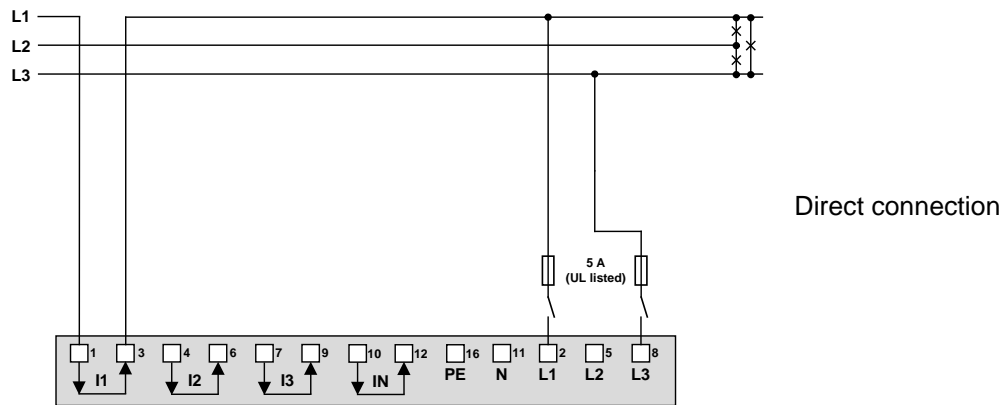 L1
L2
L3
Direct connection
5 A
(UL listed)
1 3 4 6 7 9 10 12 16 11 2 5 8
I1 I2 I3 IN PE N L1 L2 L3